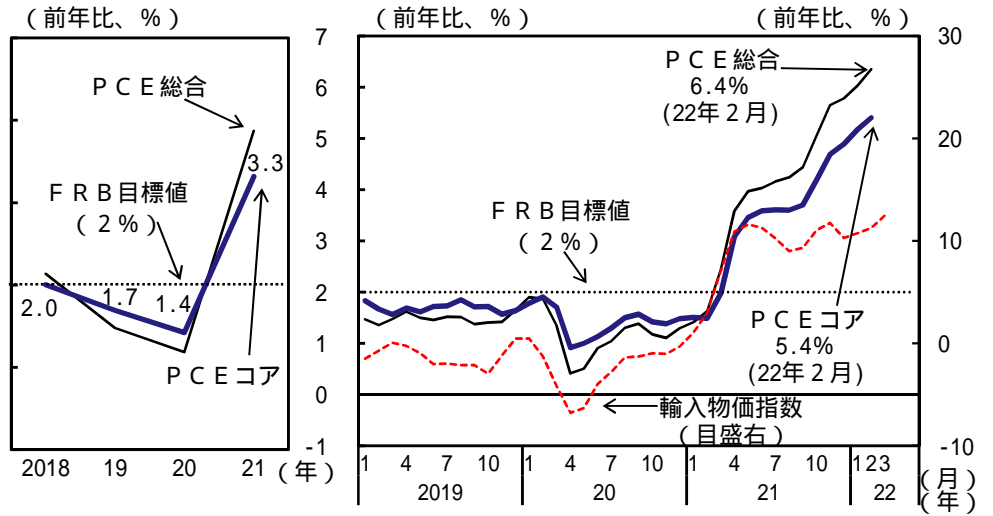 (前年比、%)
PCE総合
3.3
FRB目標値
(2%)
2.0
1.7
1.4
PCEコア
2018 19 20 21 (年)
(前年比、%)
7
6
5
4
3
2
1
0
-1
PCE総合
6.4%
(22年2月)
FRB目標値
(2%)
PCEコア
5.4%
(22年2月)
輸入物価指数
(目盛右)
30
20
10
0
-10
1 4 7 10 1 4 7 10 1 4 7 10 1 2 3 (月)
2019 20 21 22 (年)